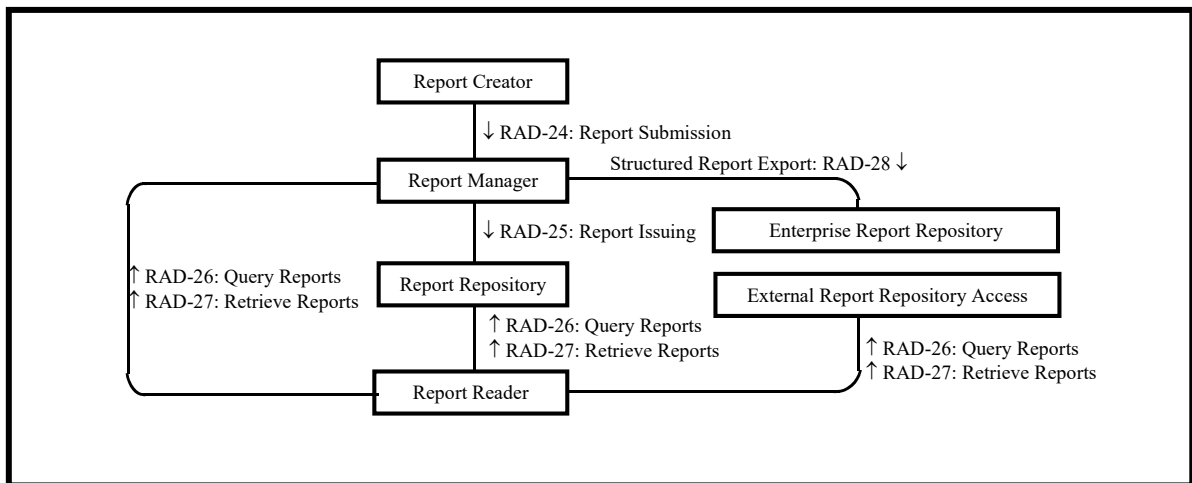 Report Creator
↓ RAD-24: Report Submission
Structured Report Export: RAD-28 ↓
Report Manager
↓ RAD-25: Report Issuing
Enterprise Report Repository
↑ RAD-26: Query Reports
↑ RAD-27: Retrieve Reports
Report Repository
External Report Repository Access
↑ RAD-26: Query Reports
↑ RAD-27: Retrieve Reports
↑ RAD-26: Query Reports
↑ RAD-27: Retrieve Reports
Report Reader